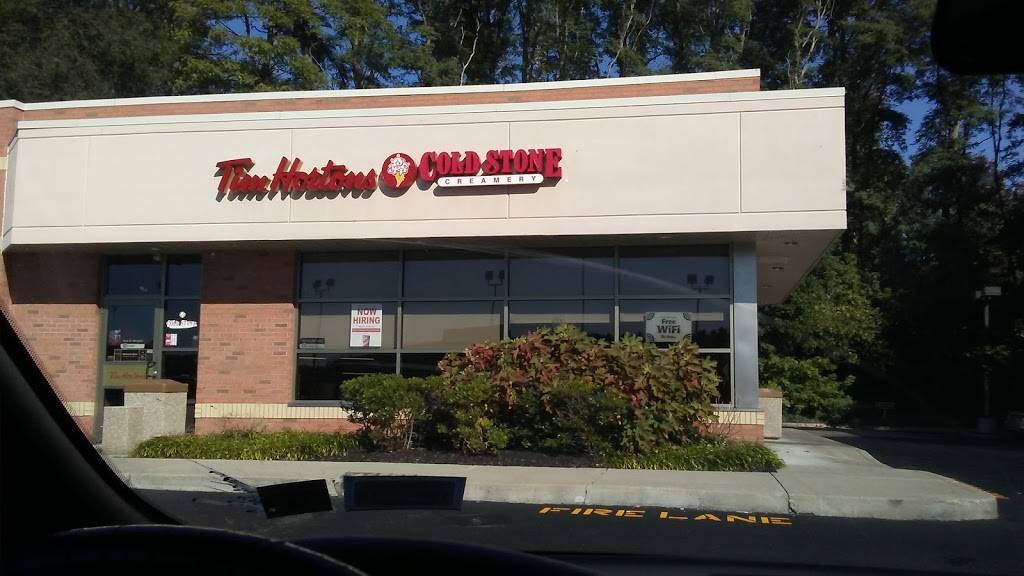 Tim Hortons
COLD STONE
CREAMERY
NOW
HIRING
Free
WiFi
FIRE LANE